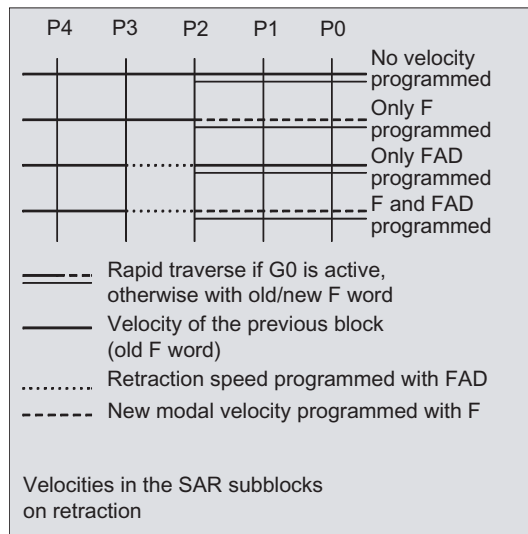 P4 P3 P2 P1 P0
No velocity
programmed
Only F
programmed
Only FAD
programmed
F and FAD
programmed
Rapid traverse if G0 is active,
otherwise with old/new F word
Velocity of the previous block
(old F word)
Retraction speed programmed with FAD
New modal velocity programmed with F
Velocities in the SAR subblocks
on retraction